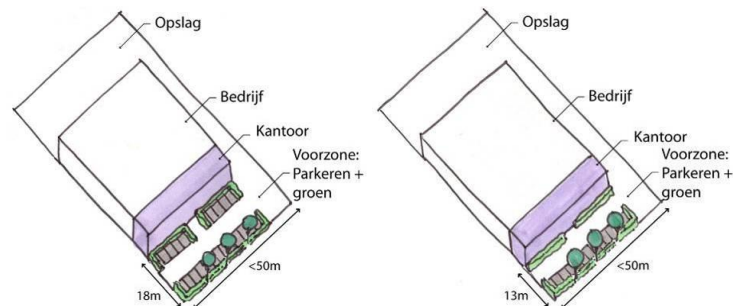 Opslag
Bedrijf
Kantoor
Voorzone:
Parkeren +
groen
18m
<50m
Opslag
Bedrijf
Kantoor
Voorzone:
Parkeren +
groen
13m
<50m